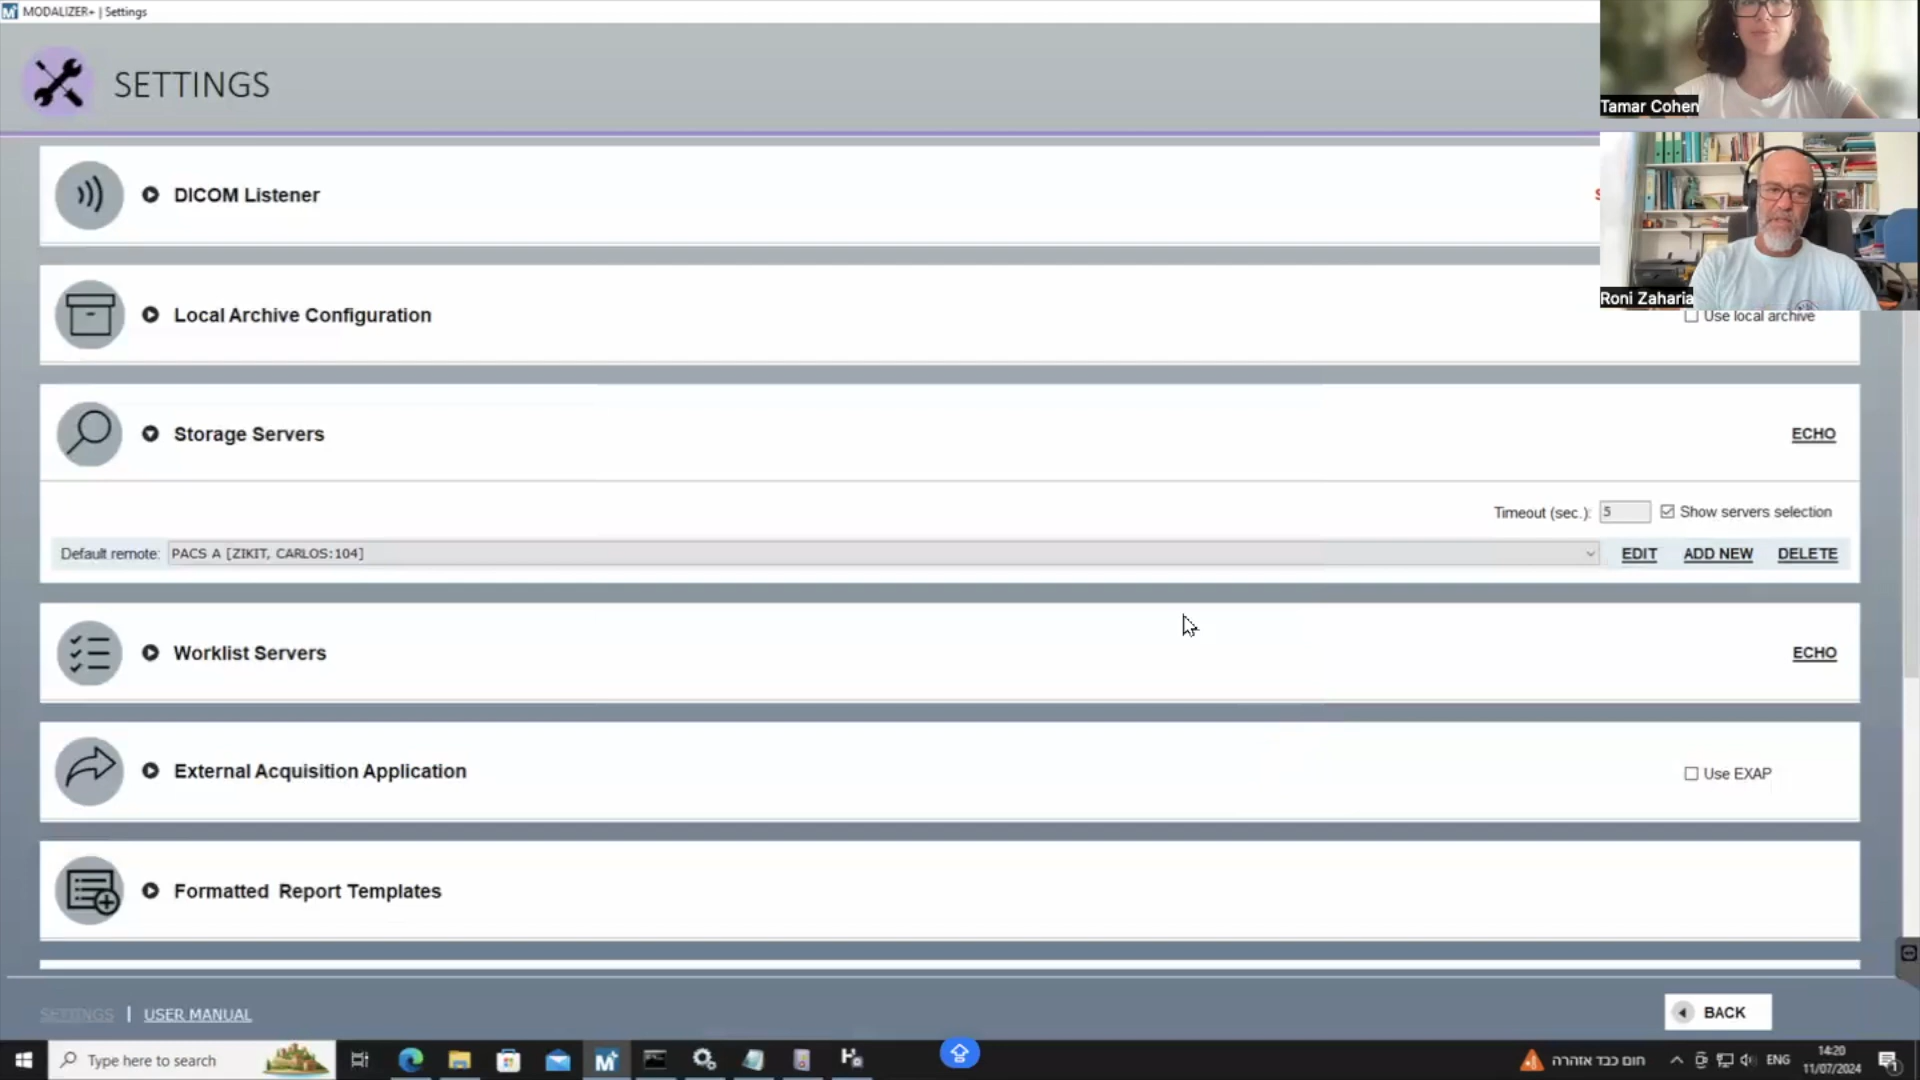 MODALIZER+ | Settings
SETTINGS
Tamar Cohen
DICOM Listener
Roni Zaharia
Local Archive Configuration
Use local archive
Storage Servers
ECHO
Timeout (sec.): 5 Show servers selection
Default remote: PACS A [ZIKIT, CARLOS:104] EDIT ADD NEW DELETE
Worklist Servers
ECHO
External Acquisition Application
Use EXAP
Formatted Report Templates
SETTINGS | USER MANUAL
BACK
Type here to search
חום כבד אזהרה
ENG
14:20
11/07/2024